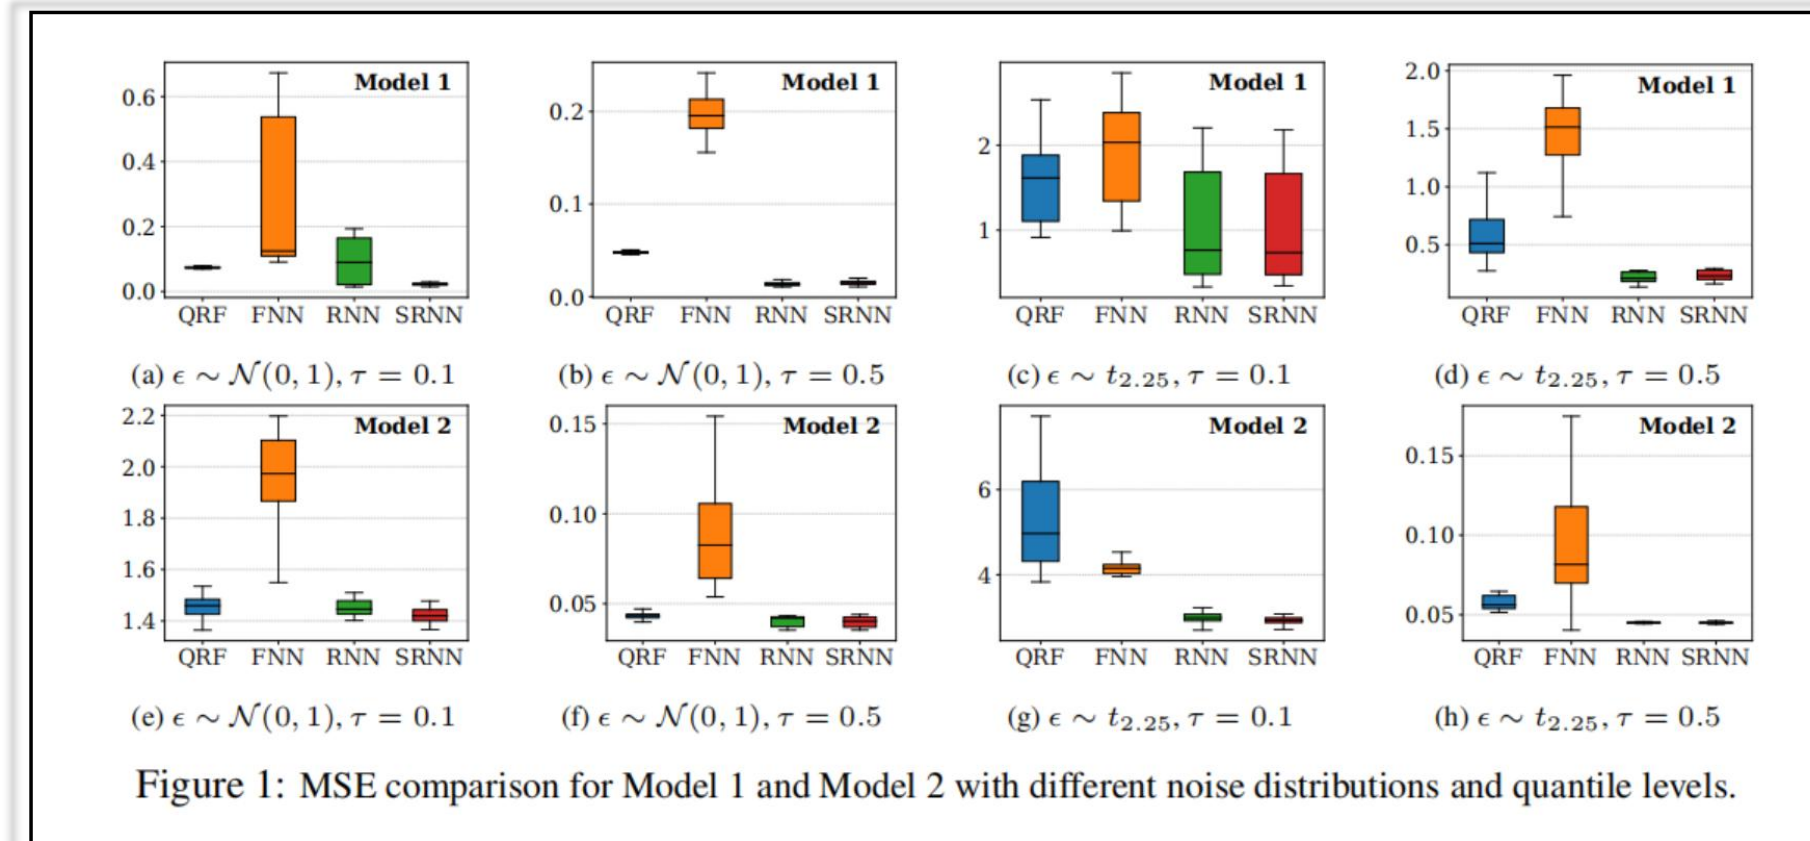 Model 1
0.6
0.4
0.2
0.0
QRF FNN RNN SRNN
(a) ϵ ∼ 𝒩(0, 1), τ = 0.1
Model 1
0.2
0.1
0.0
QRF FNN RNN SRNN
(b) ϵ ∼ 𝒩(0, 1), τ = 0.5
Model 1
2
1
QRF FNN RNN SRNN
(c) ϵ ∼ t₂.₂₅, τ = 0.1
Model 1
2.0
1.5
1.0
0.5
QRF FNN RNN SRNN
(d) ϵ ∼ t₂.₂₅, τ = 0.5
Model 2
2.2
2.0
1.8
1.6
1.4
QRF FNN RNN SRNN
(e) ϵ ∼ 𝒩(0, 1), τ = 0.1
Model 2
0.15
0.10
0.05
QRF FNN RNN SRNN
(f) ϵ ∼ 𝒩(0, 1), τ = 0.5
Model 2
6
4
QRF FNN RNN SRNN
(g) ϵ ∼ t₂.₂₅, τ = 0.1
Model 2
0.15
0.10
0.05
QRF FNN RNN SRNN
(h) ϵ ∼ t₂.₂₅, τ = 0.5
Figure 1: MSE comparison for Model 1 and Model 2 with different noise distributions and quantile levels.